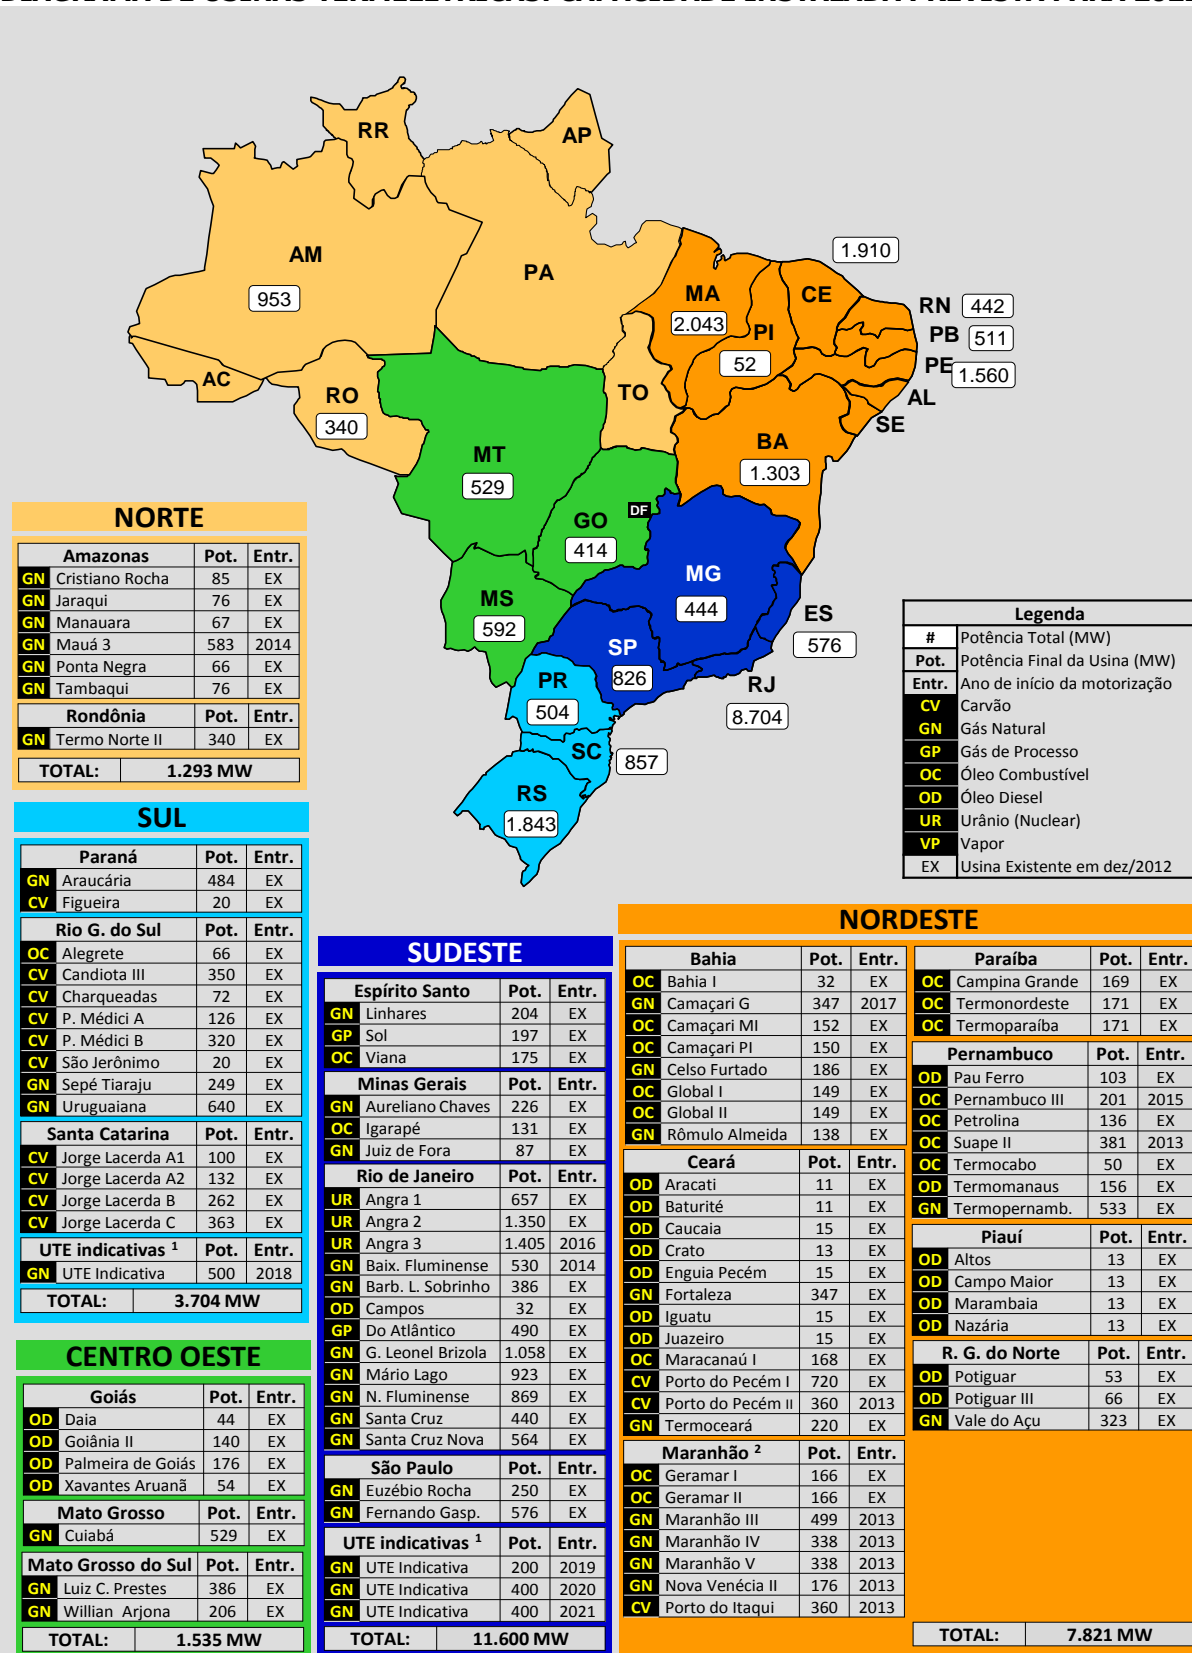 RR
AP
AM
953
PA
1.910
MA
2.043
CE
RN 442
PB 511
PE 1.560
PI
52
AL
SE
AC
RO
340
TO
BA
1.303
MT
529
GO
DF
414
MG
444
MS
592
ES
576
SP
826
RJ
8.704
PR
504
SC
857
RS
1.843
Legenda
# Potência Total (MW)
Pot. Potência Final da Usina (MW)
Entr. Ano de início da motorização
CV Carvão
GN Gás Natural
GP Gás de Processo
OC Óleo Combustível
OD Óleo Diesel
UR Urânio (Nuclear)
VP Vapor
EX Usina Existente em dez/2012
NORTE
Amazonas Pot. Entr.
GN Cristiano Rocha 85 EX
GN Jaraqui 76 EX
GN Manauara 67 EX
GN Mauá 3 583 2014
GN Ponta Negra 66 EX
GN Tambaqui 76 EX
Rondônia Pot. Entr.
GN Termo Norte II 340 EX
TOTAL: 1.293 MW
SUL
Paraná Pot. Entr.
GN Araucária 484 EX
CV Figueira 20 EX
Rio G. do Sul Pot. Entr.
OC Alegrete 66 EX
CV Candiota III 350 EX
CV Charqueadas 72 EX
CV P. Médici A 126 EX
CV P. Médici B 320 EX
CV São Jerônimo 20 EX
GN Sepé Tiaraju 249 EX
GN Uruguaiana 640 EX
Santa Catarina Pot. Entr.
CV Jorge Lacerda A1 100 EX
CV Jorge Lacerda A2 132 EX
CV Jorge Lacerda B 262 EX
CV Jorge Lacerda C 363 EX
UTE indicativas 1 Pot. Entr.
GN UTE Indicativa 500 2018
TOTAL: 3.704 MW
CENTRO OESTE
Goiás Pot. Entr.
OD Daia 44 EX
OD Goiânia II 140 EX
OD Palmeira de Goiás 176 EX
OD Xavantes Aruanã 54 EX
Mato Grosso Pot. Entr.
GN Cuiabá 529 EX
Mato Grosso do Sul Pot. Entr.
GN Luiz C. Prestes 386 EX
GN Willian Arjona 206 EX
TOTAL: 1.535 MW
SUDESTE
Espírito Santo Pot. Entr.
GN Linhares 204 EX
GP Sol 197 EX
OC Viana 175 EX
Minas Gerais Pot. Entr.
GN Aureliano Chaves 226 EX
OC Igarapé 131 EX
GN Juiz de Fora 87 EX
Rio de Janeiro Pot. Entr.
UR Angra 1 657 EX
UR Angra 2 1.350 EX
UR Angra 3 1.405 2016
GN Baix. Fluminense 530 2014
GN Barb. L. Sobrinho 386 EX
OD Campos 32 EX
GP Do Atlântico 490 EX
GN G. Leonel Brizola 1.058 EX
GN Mário Lago 923 EX
GN N. Fluminense 869 EX
GN Santa Cruz 440 EX
GN Santa Cruz Nova 564 EX
São Paulo Pot. Entr.
GN Euzébio Rocha 250 EX
GN Fernando Gasp. 576 EX
UTE indicativas 1 Pot. Entr.
GN UTE Indicativa 200 2019
GN UTE Indicativa 400 2020
GN UTE Indicativa 400 2021
TOTAL: 11.600 MW
NORDESTE
Bahia Pot. Entr.
OC Bahia I 32 EX
GN Camaçari G 347 2017
OC Camaçari MI 152 EX
OC Camaçari PI 150 EX
GN Celso Furtado 186 EX
OC Global I 149 EX
OC Global II 149 EX
GN Rômulo Almeida 138 EX
Ceará Pot. Entr.
OD Aracati 11 EX
OD Baturité 11 EX
OD Caucaia 15 EX
OD Crato 13 EX
OD Enguia Pecém 15 EX
GN Fortaleza 347 EX
OD Iguatu 15 EX
OD Juazeiro 15 EX
OC Maracanaú I 168 EX
CV Porto do Pecém I 720 EX
CV Porto do Pecém II 360 2013
GN Termoceará 220 EX
Maranhão 2 Pot. Entr.
OC Geramar I 166 EX
OC Geramar II 166 EX
GN Maranhão III 499 2013
GN Maranhão IV 338 2013
GN Maranhão V 338 2013
GN Nova Venécia II 176 2013
CV Porto do Itaqui 360 2013
Paraíba Pot. Entr.
OC Campina Grande 169 EX
OC Termonordeste 171 EX
OC Termoparaíba 171 EX
Pernambuco Pot. Entr.
OD Pau Ferro 103 EX
OC Pernambuco III 201 2015
OC Petrolina 136 EX
OC Suape II 381 2013
OC Termocabo 50 EX
OD Termomanaus 156 EX
GN Termopernamb. 533 EX
Piauí Pot. Entr.
OD Altos 13 EX
OD Campo Maior 13 EX
OD Marambaia 13 EX
OD Nazária 13 EX
R. G. do Norte Pot. Entr.
OD Potiguar 53 EX
OD Potiguar III 66 EX
GN Vale do Açu 323 EX
TOTAL: 7.821 MW